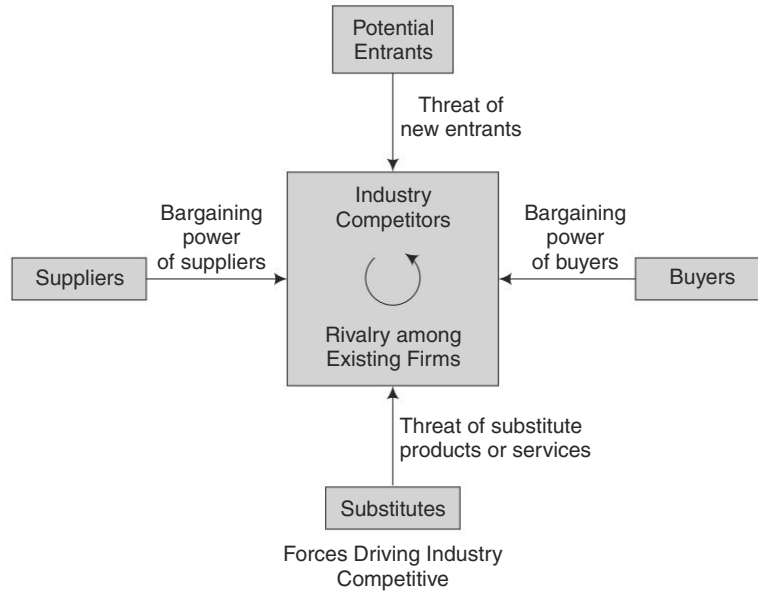 Potential
Entrants
Threat of
new entrants
Industry
Competitors
Bargaining
power
of suppliers
Suppliers
Bargaining
power
of buyers
Buyers
Rivalry among
Existing Firms
Threat of substitute
products or services
Substitutes
Forces Driving Industry
Competitive